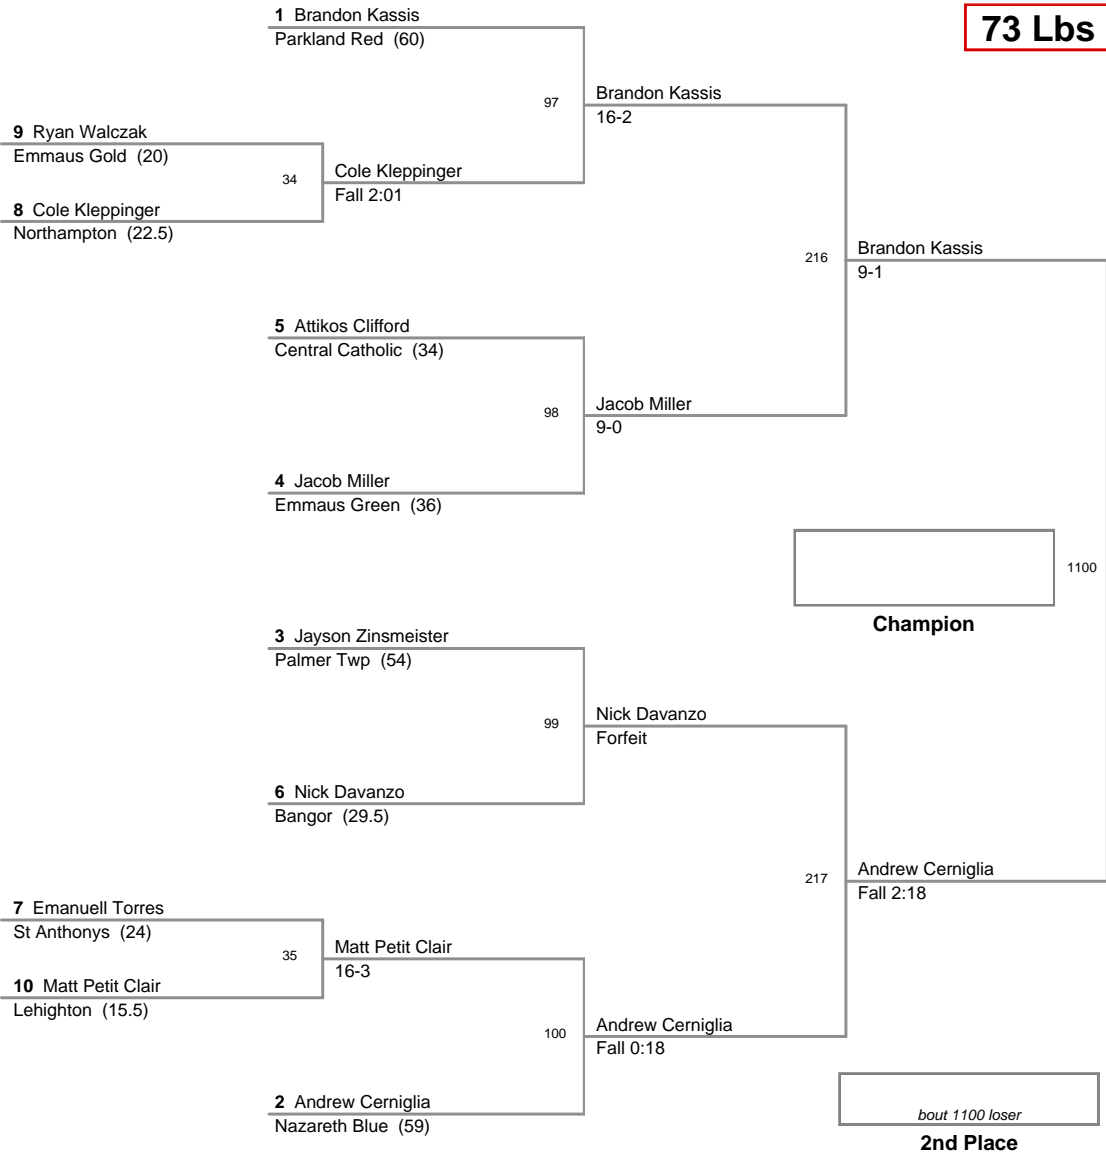 1 Brandon Kassis
Parkland Red (60)
73 Lbs
97
Brandon Kassis
16-2
9 Ryan Walczak
Emmaus Gold (20)
34
Cole Kleppinger
Fall 2:01
8 Cole Kleppinger
Northampton (22.5)
216
Brandon Kassis
9-1
5 Attikos Clifford
Central Catholic (34)
98
Jacob Miller
9-0
4 Jacob Miller
Emmaus Green (36)
1100
Champion
3 Jayson Zinsmeister
Palmer Twp (54)
99
Nick Davanzo
Forfeit
6 Nick Davanzo
Bangor (29.5)
217
Andrew Cerniglia
Fall 2:18
7 Emanuell Torres
St Anthonys (24)
35
Matt Petit Clair
16-3
10 Matt Petit Clair
Lehighton (15.5)
100
Andrew Cerniglia
Fall 0:18
2 Andrew Cerniglia
Nazareth Blue (59)
bout 1100 loser
2nd Place